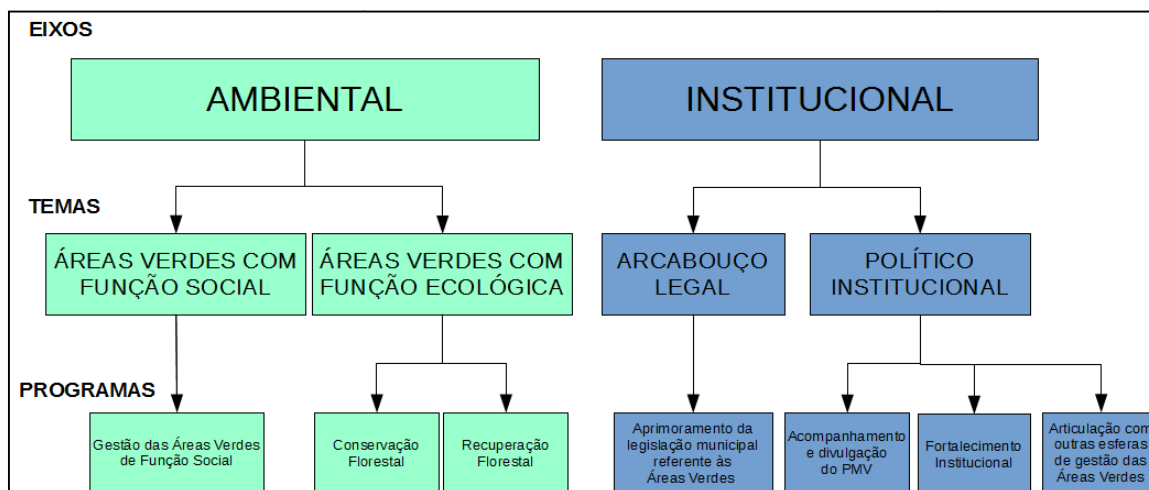 EIXOS
AMBIENTAL
INSTITUCIONAL
TEMAS
ÁREAS VERDES COM
FUNÇÃO SOCIAL
ÁREAS VERDES COM
FUNÇÃO ECOLÓGICA
ARCABOUÇO
LEGAL
POLÍTICO
INSTITUCIONAL
PROGRAMAS
Gestão das Áreas Verdes
de Função Social
Conservação
Florestal
Recuperação
Florestal
Aprimoramento da
legislação municipal
referente às
Áreas Verdes
Acompanhamento
e divulgação
do PMV
Fortalecimento
Institucional
Articulação com
outras esferas
de gestão das
Áreas Verdes